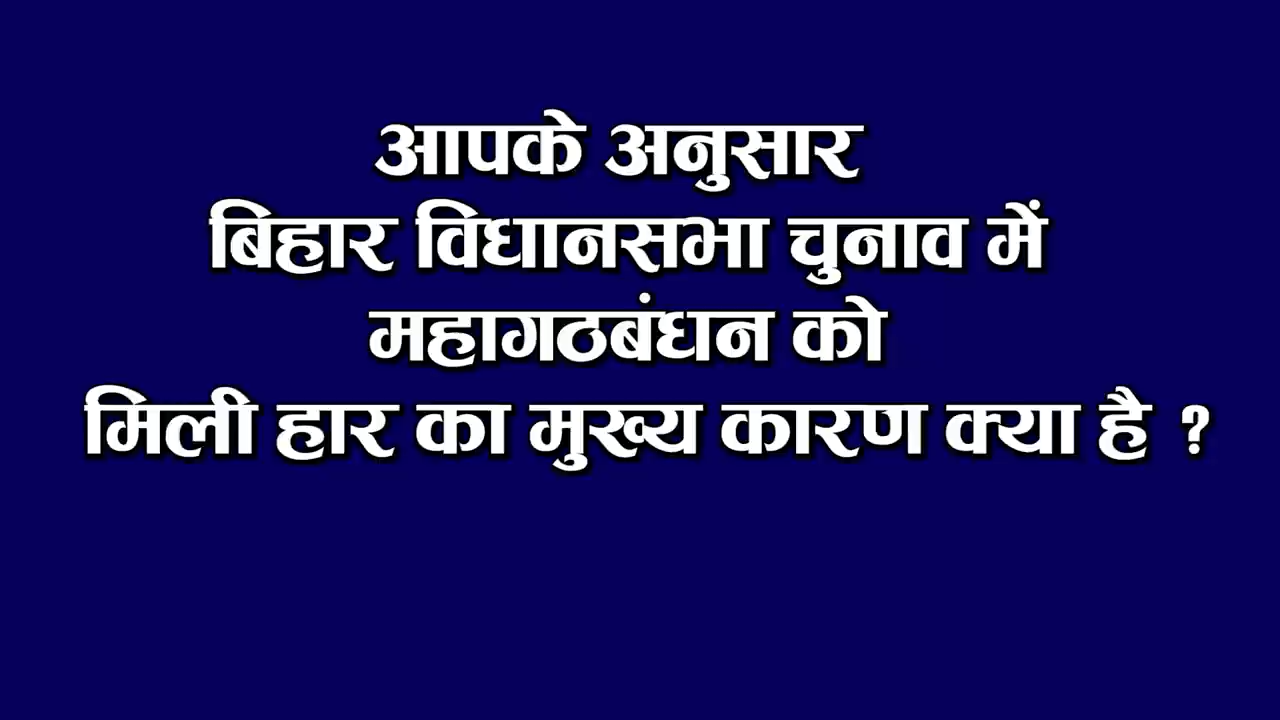 आपके अनुसार
बिहार विधानसभा चुनाव में
महागठबंधन को
मिली हार का मुख्य कारण क्या है ?